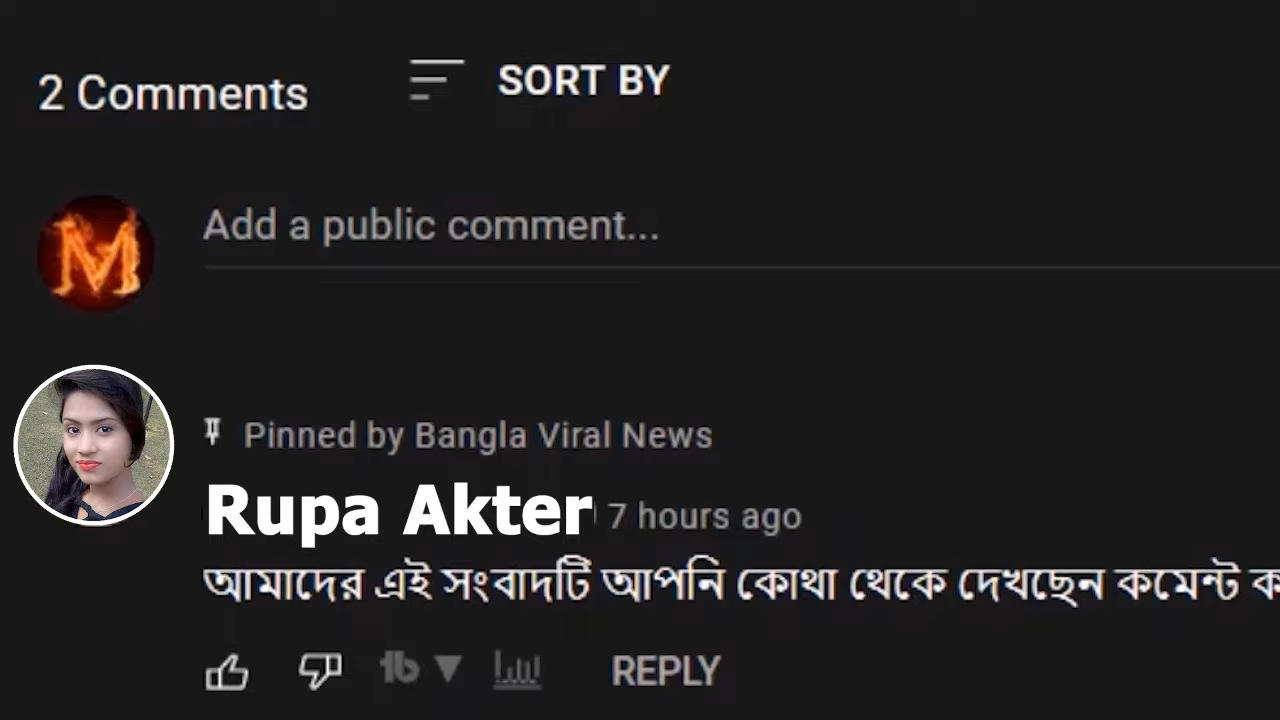 2 Comments
SORT BY
Add a public comment...
Pinned by Bangla Viral News
Rupa Akter 7 hours ago
আমাদের এই সংবাদটি আপনি কোথা থেকে দেখছেন কমেন্ট ক
REPLY